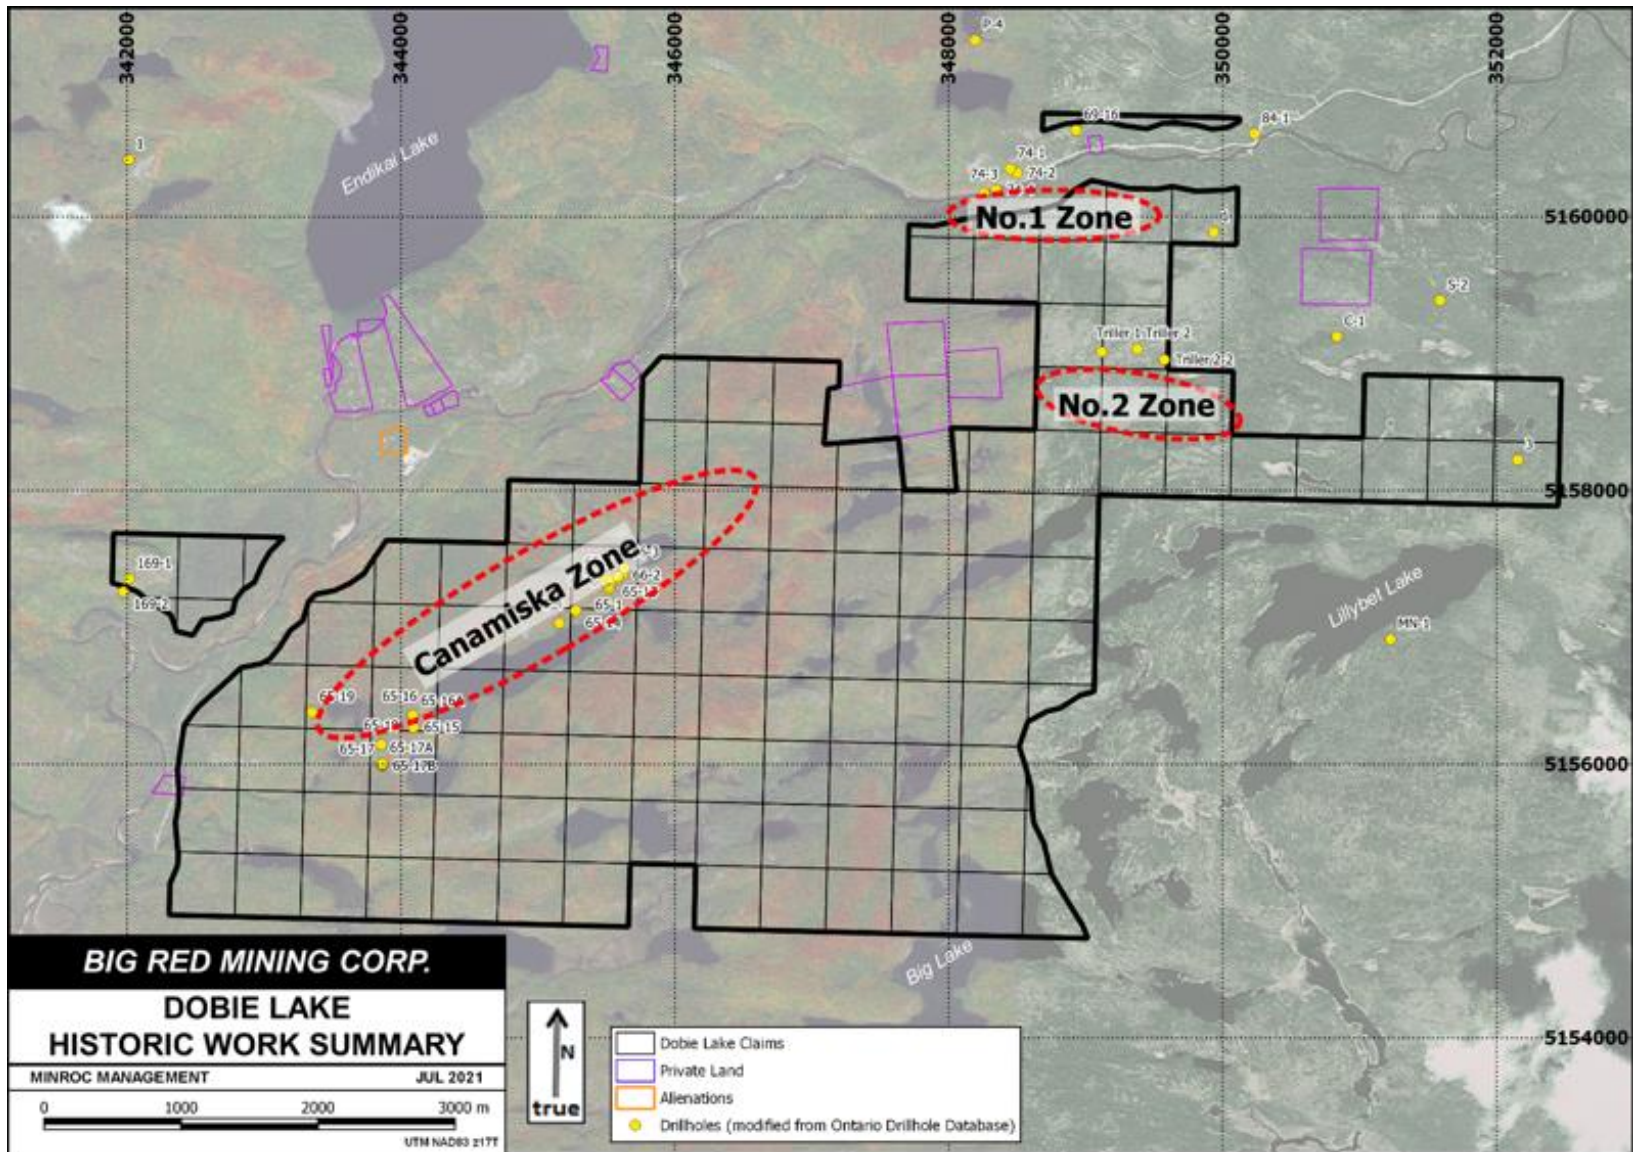 342000
344000
346000
348000
350000
352000
P-4
69-16
84-1
1
Endikai Lake
74-1
74-3
74-2
No.1 Zone
5160000
S-2
C-1
Triller 1
Triller 2
Triller 2-2
No.2 Zone
3
5158000
169-1
169-2
Canamiska Zone
66-2
65-1
Lillybet Lake
MN-1
65-19
65-16
65-16A
65-15
65-17
65-17A
65-17B
5156000
Big Lake
5154000
BIG RED MINING CORP.
DOBIE LAKE
HISTORIC WORK SUMMARY
MINROC MANAGEMENT
JUL 2021
0 1000 2000 3000 m
UTM NAD83 z17T
N
true
Dobie Lake Claims
Private Land
Alienations
Drillholes (modified from Ontario Drillhole Database)